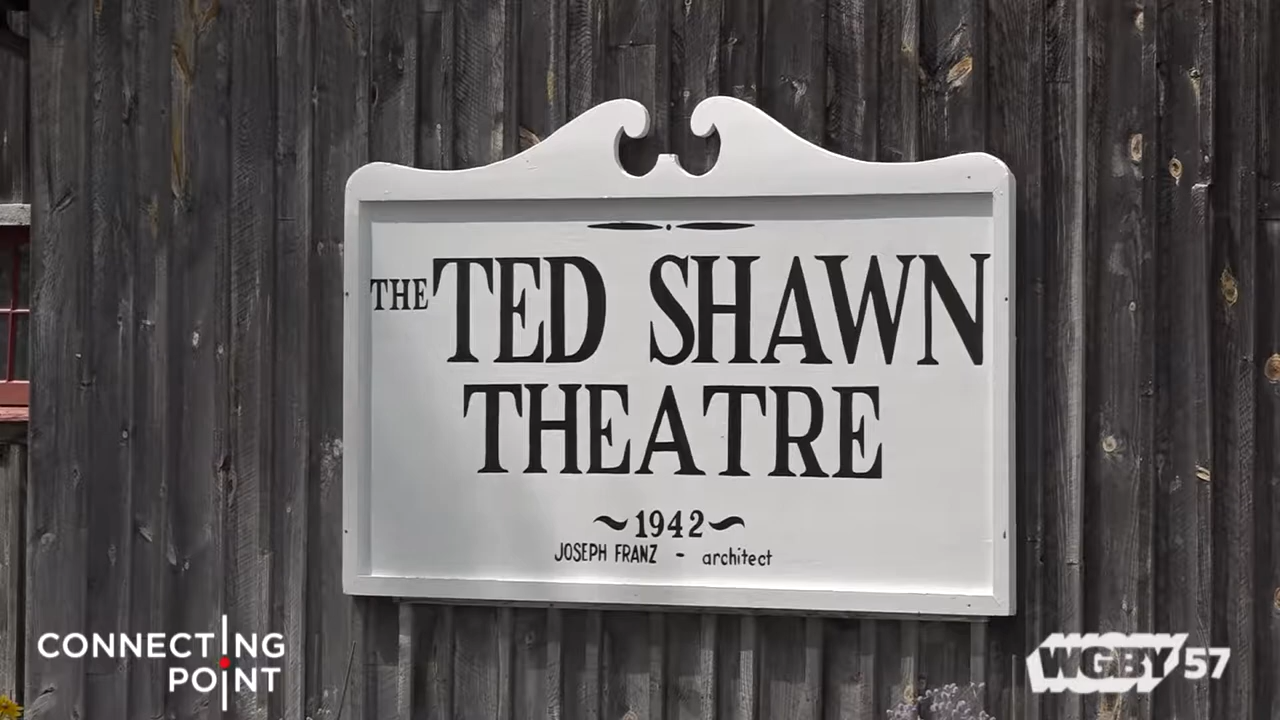 THE TED SHAWN
THEATRE
~1942~
JOSEPH FRANZ - architect
CONNECTING
POINT
WGBY 57